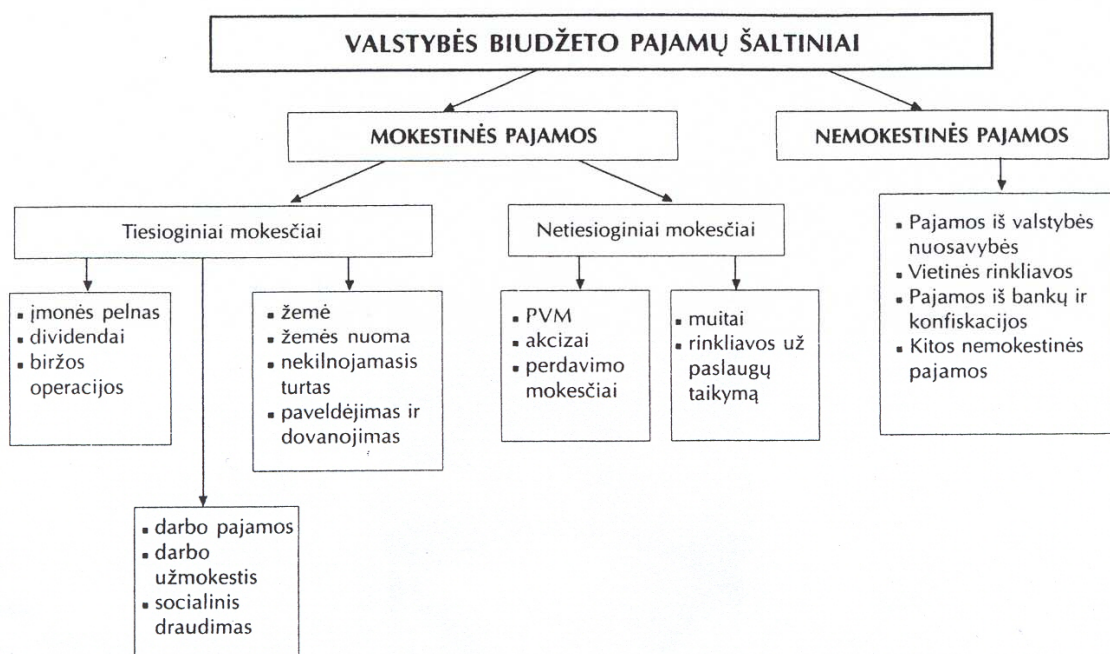 VALSTYBĖS BIUDŽETO PAJAMŲ ŠALTINIAI
MOKESTINĖS PAJAMOS
NEMOKESTINĖS PAJAMOS
Tiesioginiai mokesčiai
Netiesioginiai mokesčiai
▪ įmonės pelnas
▪ dividendai
▪ biržos
operacijos
▪ darbo pajamos
▪ darbo
užmokestis
▪ socialinis
draudimas
▪ žemė
▪ žemės nuoma
▪ nekilnojamasis
turtas
▪ paveldėjimas ir
dovanojimas
▪ PVM
▪ akcizai
▪ perdavimo
mokesčiai
▪ muitai
▪ rinkliavos už
paslaugų
taikymą
▪ Pajamos iš valstybės
nuosavybės
▪ Vietinės rinkliavos
▪ Pajamos iš bankų ir
konfiskacijos
▪ Kitos nemokestinės
pajamos